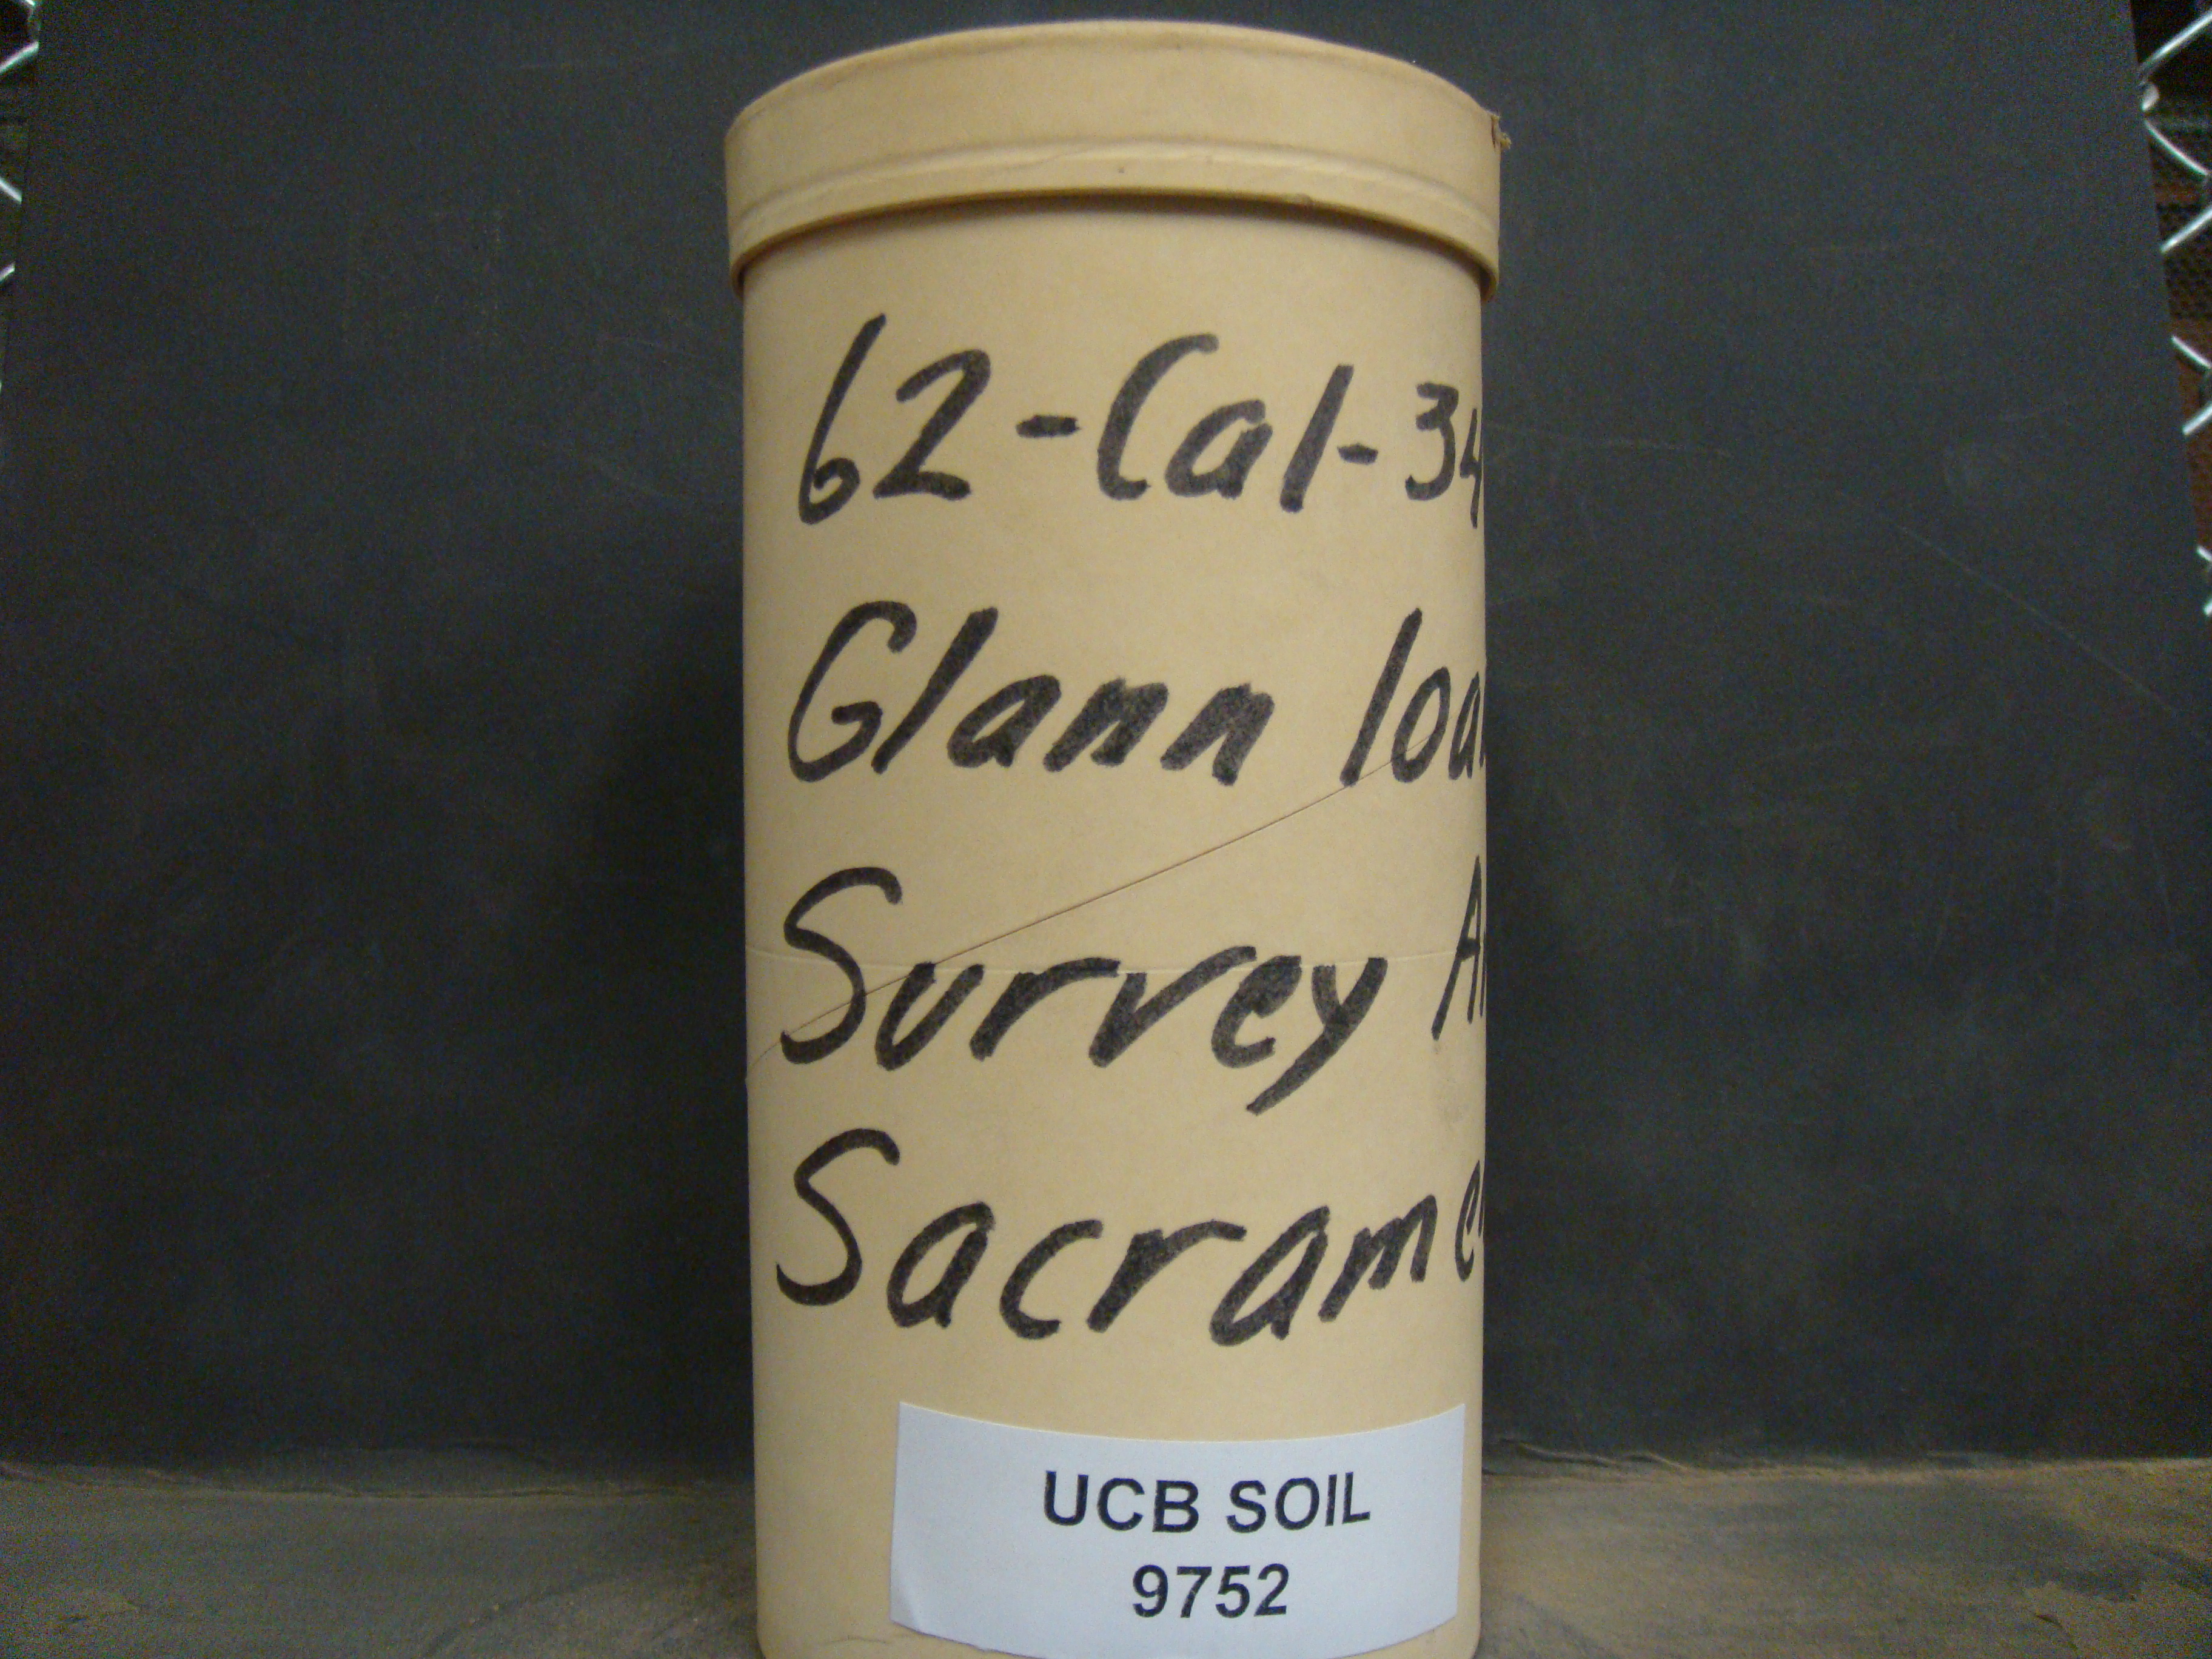 62-Cal-34
Glann loa
Survey A
Sacrame
UCB SOIL
9752